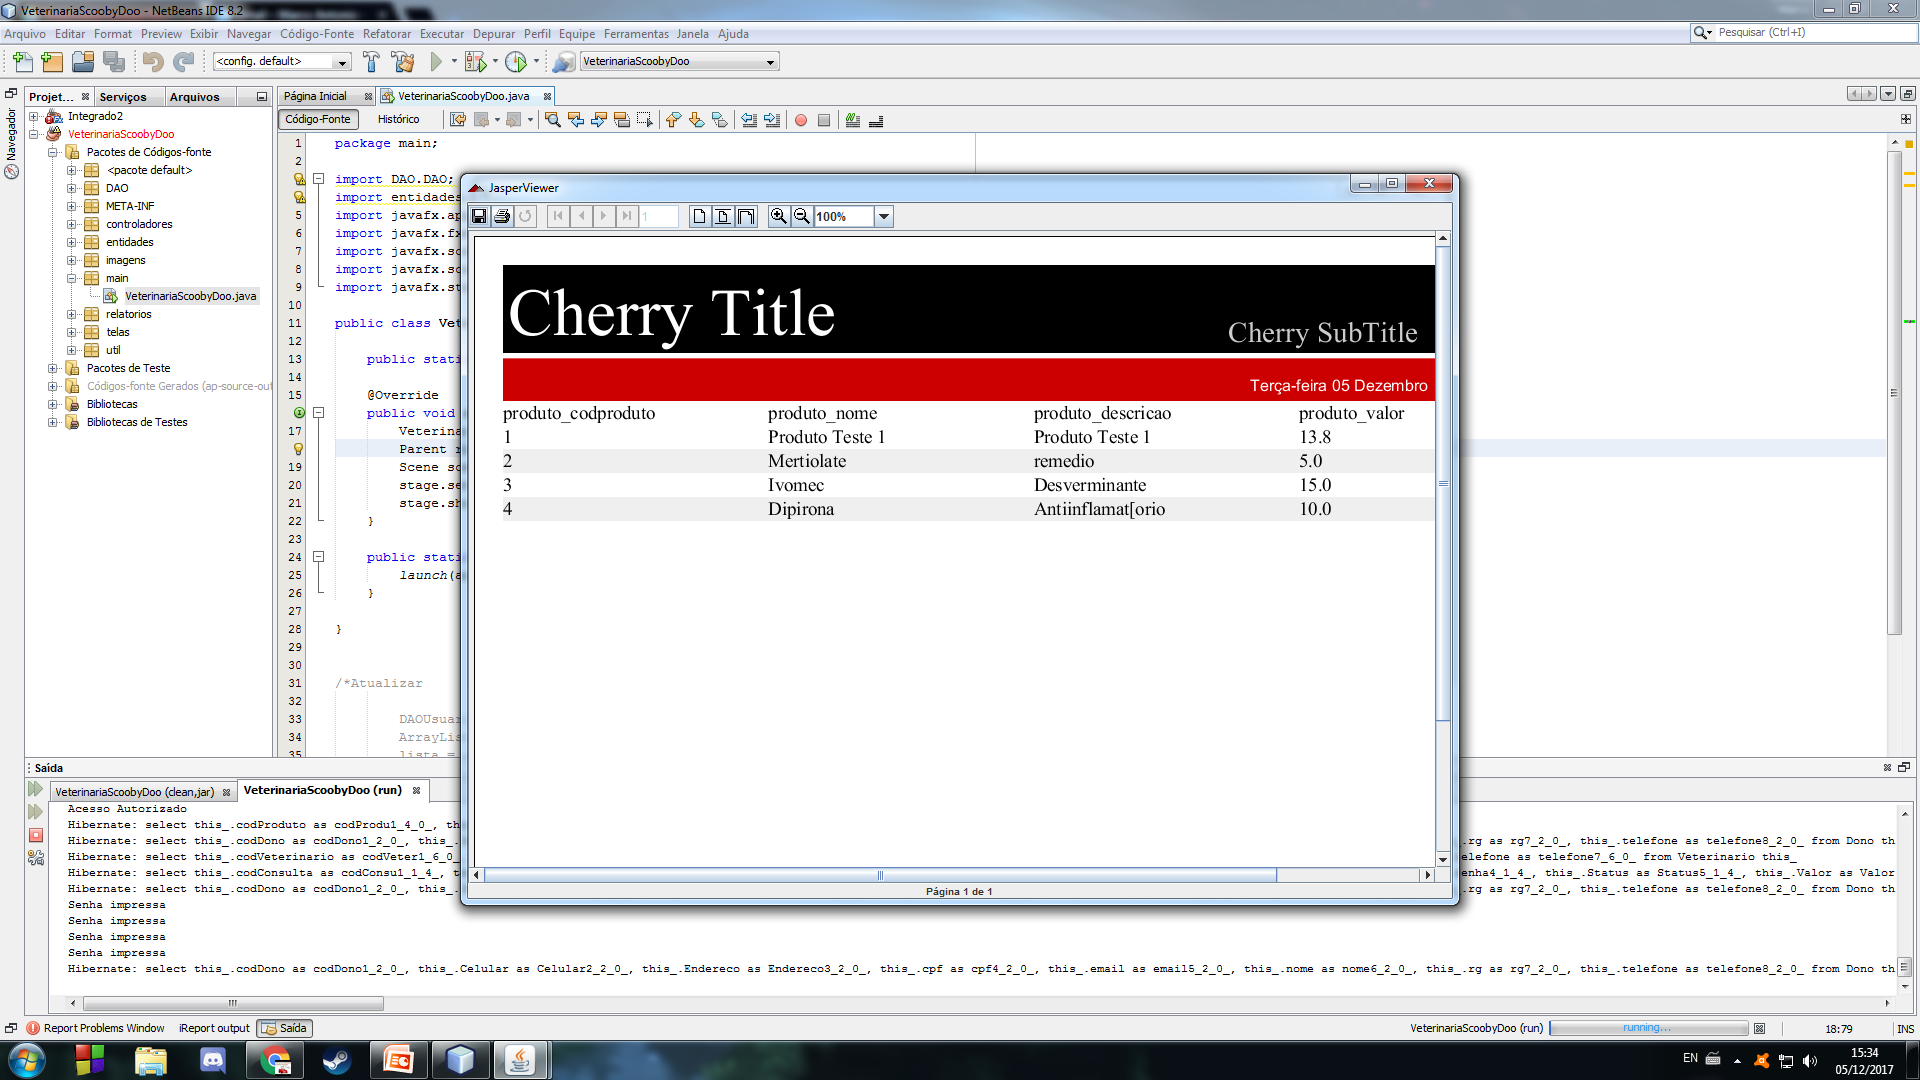 VeterinariaScoobyDoo - NetBeans IDE 8.2
Arquivo Editar Format Preview Exibir Navegar Código-Fonte Refatorar Executar Depurar Perfil Equipe Ferramentas Janela Ajuda
Pesquisar (Ctrl+I)
<config. default>
VeterinariaScoobyDoo
Navegador
Projet... Serviços Arquivos
Integrado2
VeterinariaScoobyDoo
Pacotes de Códigos-fonte
<pacote default>
DAO
META-INF
controladores
entidades
imagens
main
VeterinariaScoobyDoo.java
relatorios
telas
util
Pacotes de Teste
Códigos-fonte Gerados (ap-source-out
Bibliotecas
Bibliotecas de Testes
Página Inicial VeterinariaScoobyDoo.java
Código-Fonte Histórico
1 package main;
2
import DAO.DAO;
import entidades
5 import javafx.ap
6 import javafx.fx
7 import javafx.sc
8 import javafx.sc
9 import javafx.st
10
11 public class Vet
12
13 public stati
14
15 @Override
public void
17 Veterina
Parent r
19 Scene sc
20 stage.se
21 stage.sh
22 }
23
24 public stati
25 launch(a
26 }
27
28 }
29
30
31 /*Atualizar
32
33 DAOUsuar
34 ArrayLis
35 lista =
JasperViewer
1
100%
Cherry Title
Cherry SubTitle
Terça-feira 05 Dezembro
produto_codproduto produto_nome produto_descricao produto_valor
1 Produto Teste 1 Produto Teste 1 13.8
2 Mertiolate remedio 5.0
3 Ivomec Desverminante 15.0
4 Dipirona Antiinflamat[orio 10.0
Página 1 de 1
Saída
VeterinariaScoobyDoo (clean,jar) VeterinariaScoobyDoo (run)
Acesso Autorizado
Hibernate: select this_.codProduto as codProdu1_4_0_, th
Hibernate: select this_.codDono as codDono1_2_0_, this_. _.rg as rg7_2_0_, this_.telefone as telefone8_2_0_ from Dono th
Hibernate: select this_.codVeterinario as codVeter1_6_0_ elefone as telefone7_6_0_ from Veterinario this_
Hibernate: select this_.codConsulta as codConsu1_1_4_, t enha4_1_4_, this_.Status as Status5_1_4_, this_.Valor as Valor
Hibernate: select this_.codDono as codDono1_2_0_, this_. _.rg as rg7_2_0_, this_.telefone as telefone8_2_0_ from Dono th
Senha impressa
Senha impressa
Senha impressa
Senha impressa
Hibernate: select this_.codDono as codDono1_2_0_, this_.Celular as Celular2_2_0_, this_.Endereco as Endereco3_2_0_, this_.cpf as cpf4_2_0_, this_.email as email5_2_0_, this_.nome as nome6_2_0_, this_.rg as rg7_2_0_, this_.telefone as telefone8_2_0_ from Dono th
Report Problems Window iReport output Saída
VeterinariaScoobyDoo (run) running... 18:79 INS
EN 15:34
05/12/2017